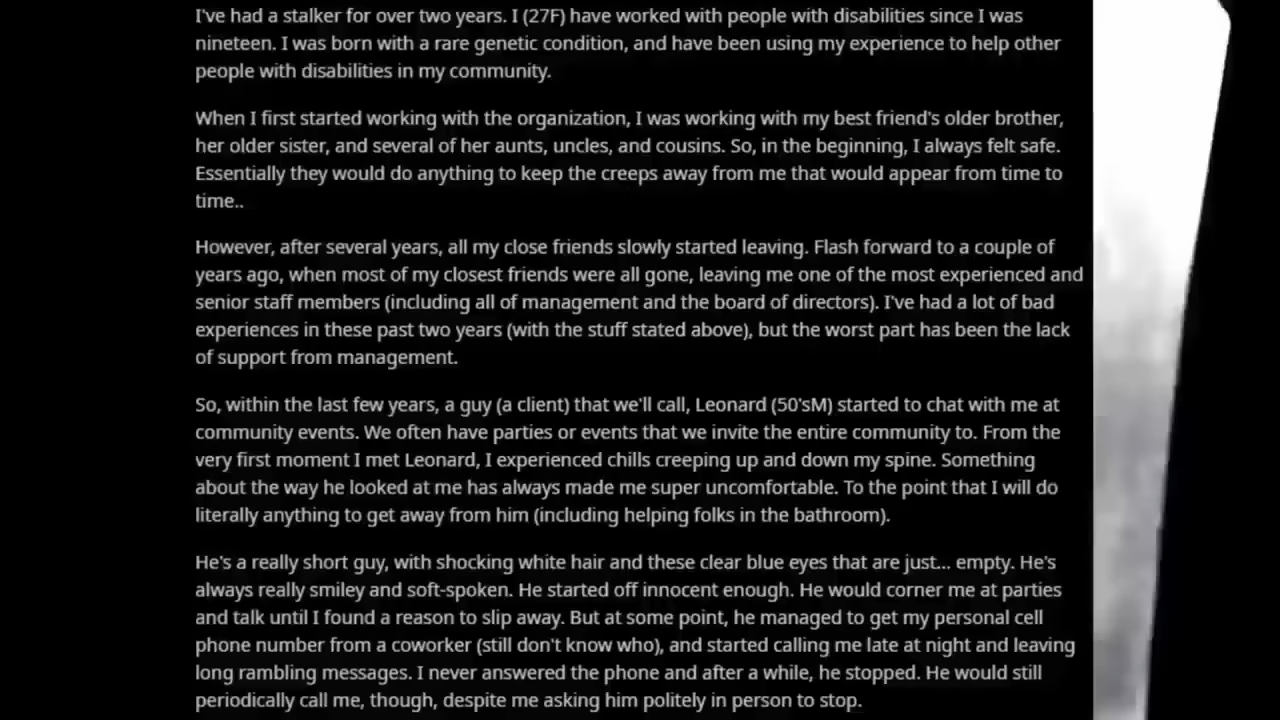 I've had a stalker for over two years. I (27F) have worked with people with disabilities since I was
nineteen. I was born with a rare genetic condition, and have been using my experience to help other
people with disabilities in my community.
When I first started working with the organization, I was working with my best friend's older brother,
her older sister, and several of her aunts, uncles, and cousins. So, in the beginning, I always felt safe.
Essentially they would do anything to keep the creeps away from me that would appear from time to
time..
However, after several years, all my close friends slowly started leaving. Flash forward to a couple of
years ago, when most of my closest friends were all gone, leaving me one of the most experienced and
senior staff members (including all of management and the board of directors). I've had a lot of bad
experiences in these past two years (with the stuff stated above), but the worst part has been the lack
of support from management.
So, within the last few years, a guy (a client) that we'll call, Leonard (50'sM) started to chat with me at
community events. We often have parties or events that we invite the entire community to. From the
very first moment I met Leonard, I experienced chills creeping up and down my spine. Something
about the way he looked at me has always made me super uncomfortable. To the point that I will do
literally anything to get away from him (including helping folks in the bathroom).
He's a really short guy, with shocking white hair and these clear blue eyes that are just... empty. He's
always really smiley and soft-spoken. He started off innocent enough. He would corner me at parties
and talk until I found a reason to slip away. But at some point, he managed to get my personal cell
phone number from a coworker (still don't know who), and started calling me late at night and leaving
long rambling messages. I never answered the phone and after a while, he stopped. He would still
periodically call me, though, despite me asking him politely in person to stop.